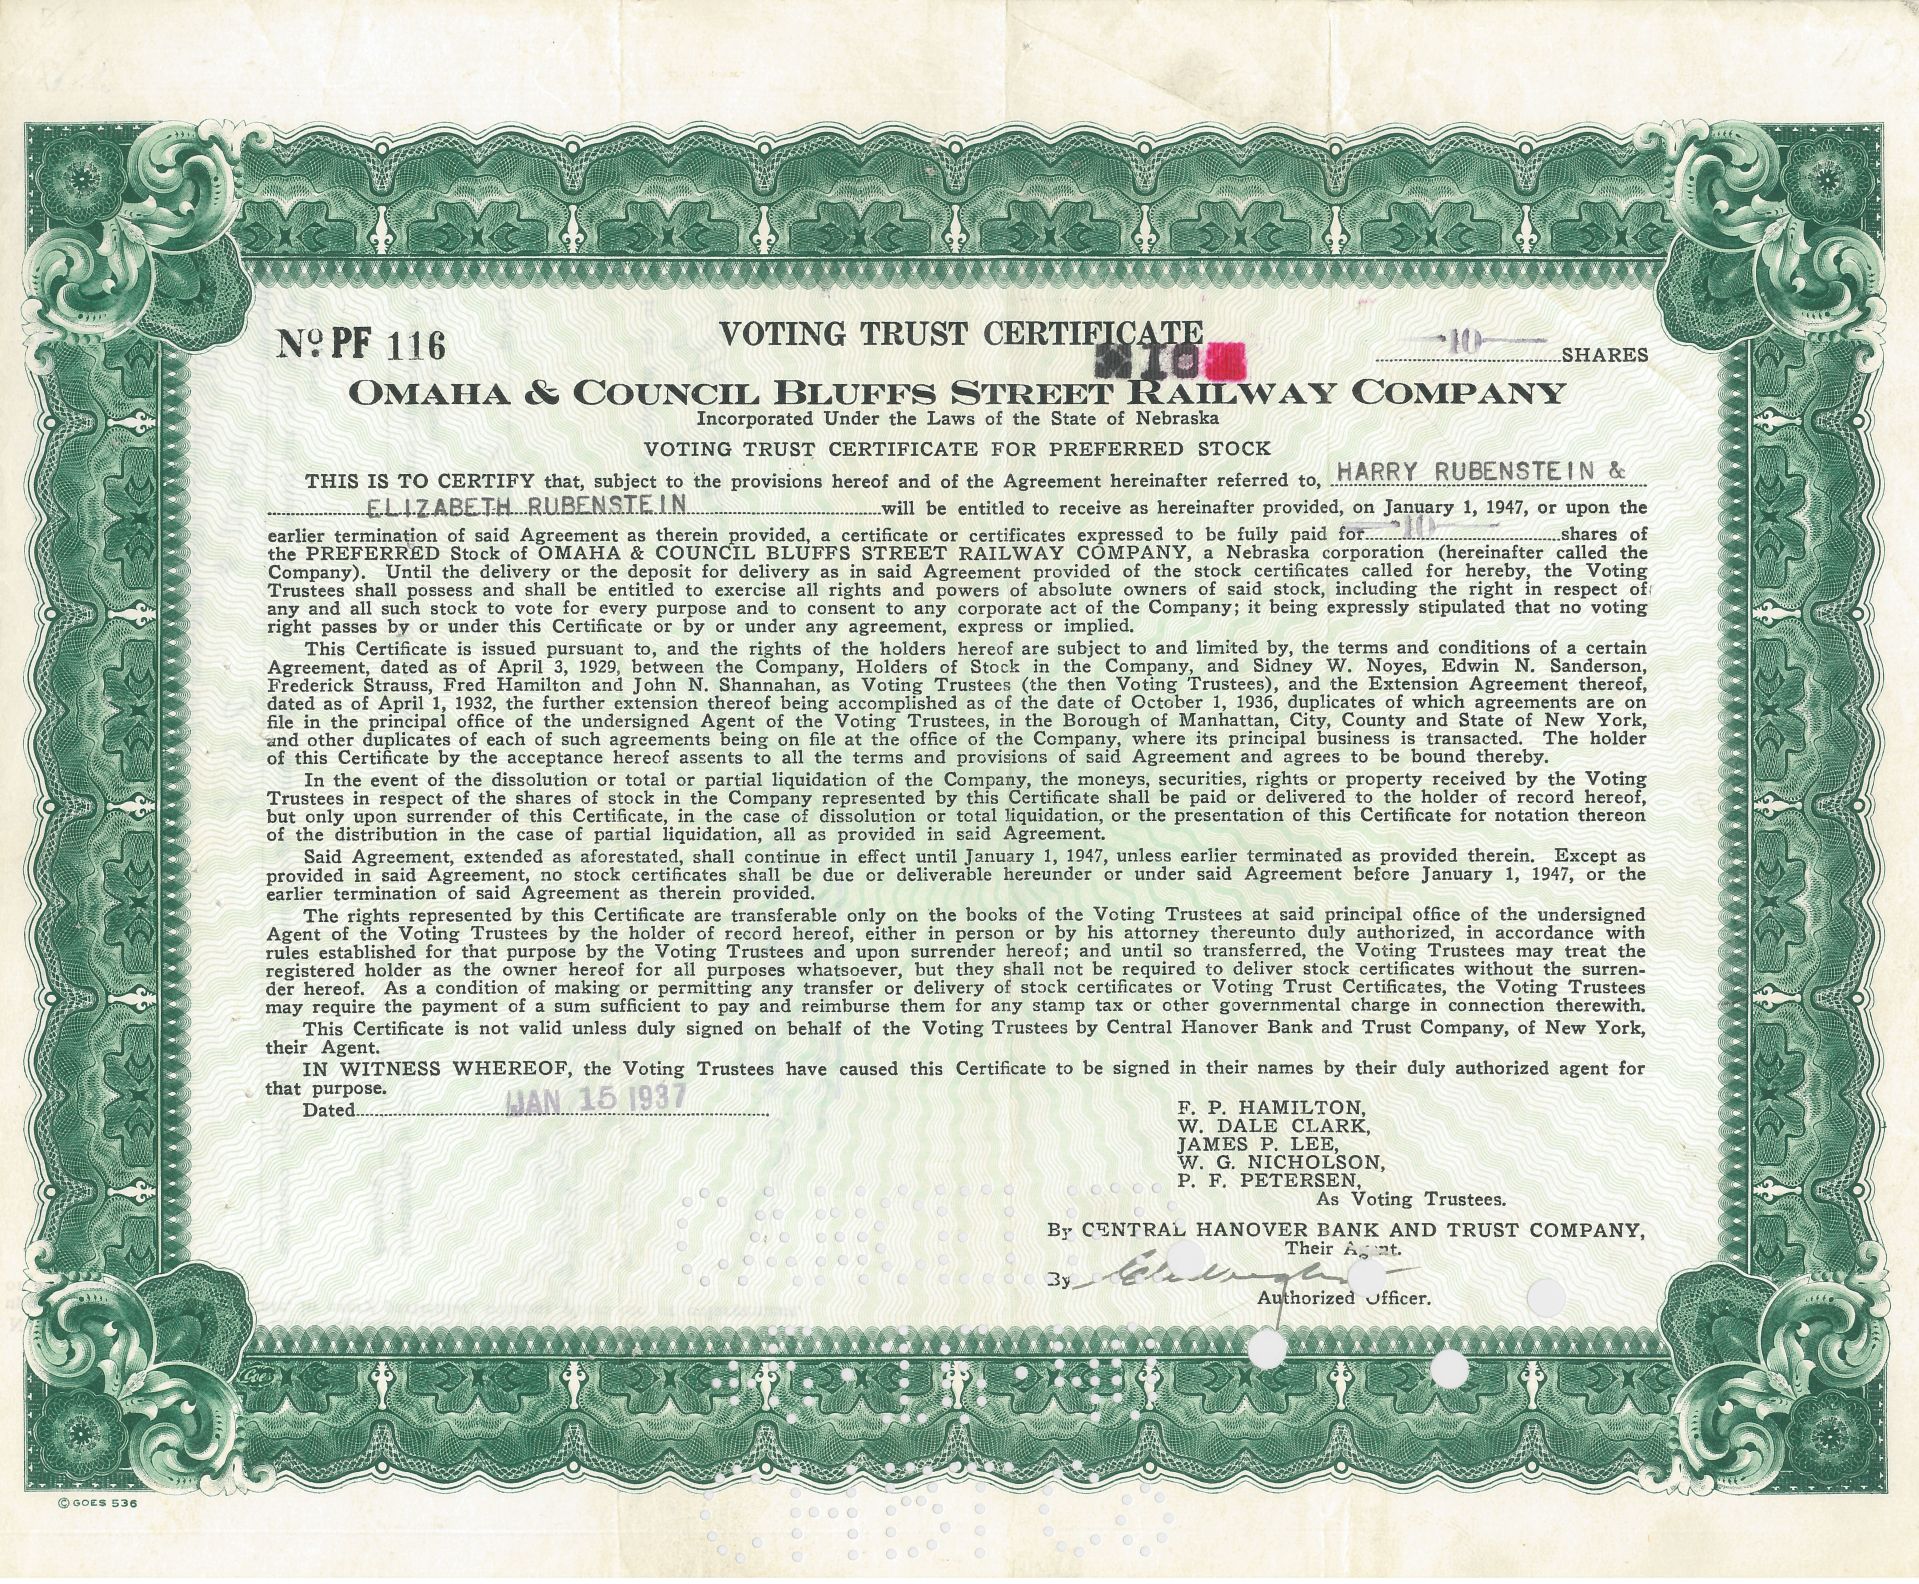 No. PF 116
VOTING TRUST CERTIFICATE
10
10 SHARES
OMAHA & COUNCIL BLUFFS STREET RAILWAY COMPANY
Incorporated Under the Laws of the State of Nebraska
VOTING TRUST CERTIFICATE FOR PREFERRED STOCK
THIS IS TO CERTIFY that, subject to the provisions hereof and of the Agreement hereinafter referred to, HARRY RUBENSTEIN &
ELIZABETH RUBENSTEIN will be entitled to receive as hereinafter provided, on January 1, 1947, or upon the
earlier termination of said Agreement as therein provided, a certificate or certificates expressed to be fully paid for 10 shares of
the PREFERRED Stock of OMAHA & COUNCIL BLUFFS STREET RAILWAY COMPANY, a Nebraska corporation (hereinafter called the
Company). Until the delivery or the deposit for delivery as in said Agreement provided of the stock certificates called for hereby, the Voting
Trustees shall possess and shall be entitled to exercise all rights and powers of absolute owners of said stock, including the right in respect of
any and all such stock to vote for every purpose and to consent to any corporate act of the Company; it being expressly stipulated that no voting
right passes by or under this Certificate or by or under any agreement, express or implied.
This Certificate is issued pursuant to, and the rights of the holders hereof are subject to and limited by, the terms and conditions of a certain
Agreement, dated as of April 3, 1929, between the Company, Holders of Stock in the Company, and Sidney W. Noyes, Edwin N. Sanderson,
Frederick Strauss, Fred Hamilton and John N. Shannahan, as Voting Trustees (the then Voting Trustees), and the Extension Agreement thereof,
dated as of April 1, 1932, the further extension thereof being accomplished as of the date of October 1, 1936, duplicates of which agreements are on
file in the principal office of the undersigned Agent of the Voting Trustees, in the Borough of Manhattan, City, County and State of New York,
and other duplicates of each of such agreements being on file at the office of the Company, where its principal business is transacted. The holder
of this Certificate by the acceptance hereof assents to all the terms and provisions of said Agreement and agrees to be bound thereby.
In the event of the dissolution or total or partial liquidation of the Company, the moneys, securities, rights or property received by the Voting
Trustees in respect of the shares of stock in the Company represented by this Certificate shall be paid or delivered to the holder of record hereof,
but only upon surrender of this Certificate, in the case of dissolution or total liquidation, or the presentation of this Certificate for notation thereon
of the distribution in the case of partial liquidation, all as provided in said Agreement.
Said Agreement, extended as aforestated, shall continue in effect until January 1, 1947, unless earlier terminated as provided therein. Except as
provided in said Agreement, no stock certificates shall be due or deliverable hereunder or under said Agreement before January 1, 1947, or the
earlier termination of said Agreement as therein provided.
The rights represented by this Certificate are transferable only on the books of the Voting Trustees at said principal office of the undersigned
Agent of the Voting Trustees by the holder of record hereof, either in person or by his attorney thereunto duly authorized, in accordance with
rules established for that purpose by the Voting Trustees and upon surrender hereof; and until so transferred, the Voting Trustees may treat the
registered holder as the owner hereof for all purposes whatsoever, but they shall not be required to deliver stock certificates without the surren-
der hereof. As a condition of making or permitting any transfer or delivery of stock certificates or Voting Trust Certificates, the Voting Trustees
may require the payment of a sum sufficient to pay and reimburse them for any stamp tax or other governmental charge in connection therewith.
This Certificate is not valid unless duly signed on behalf of the Voting Trustees by Central Hanover Bank and Trust Company, of New York,
their Agent.
IN WITNESS WHEREOF, the Voting Trustees have caused this Certificate to be signed in their names by their duly authorized agent for
that purpose.
Dated JAN 15 1937
F. P. HAMILTON,
W. DALE CLARK,
JAMES P. LEE,
W. G. NICHOLSON,
P. F. PETERSEN,
As Voting Trustees.
By CENTRAL HANOVER BANK AND TRUST COMPANY,
Their Agent.
By
Authorized Officer.
Goes
© GOES 536